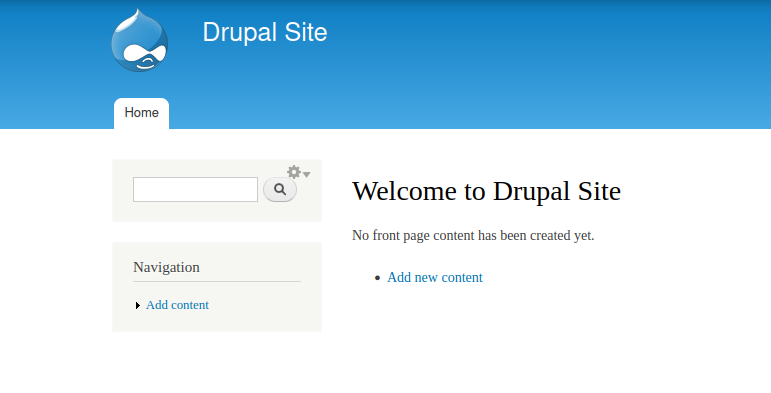 Drupal Site
Home
Navigation
Add content
Welcome to Drupal Site
No front page content has been created yet.
Add new content